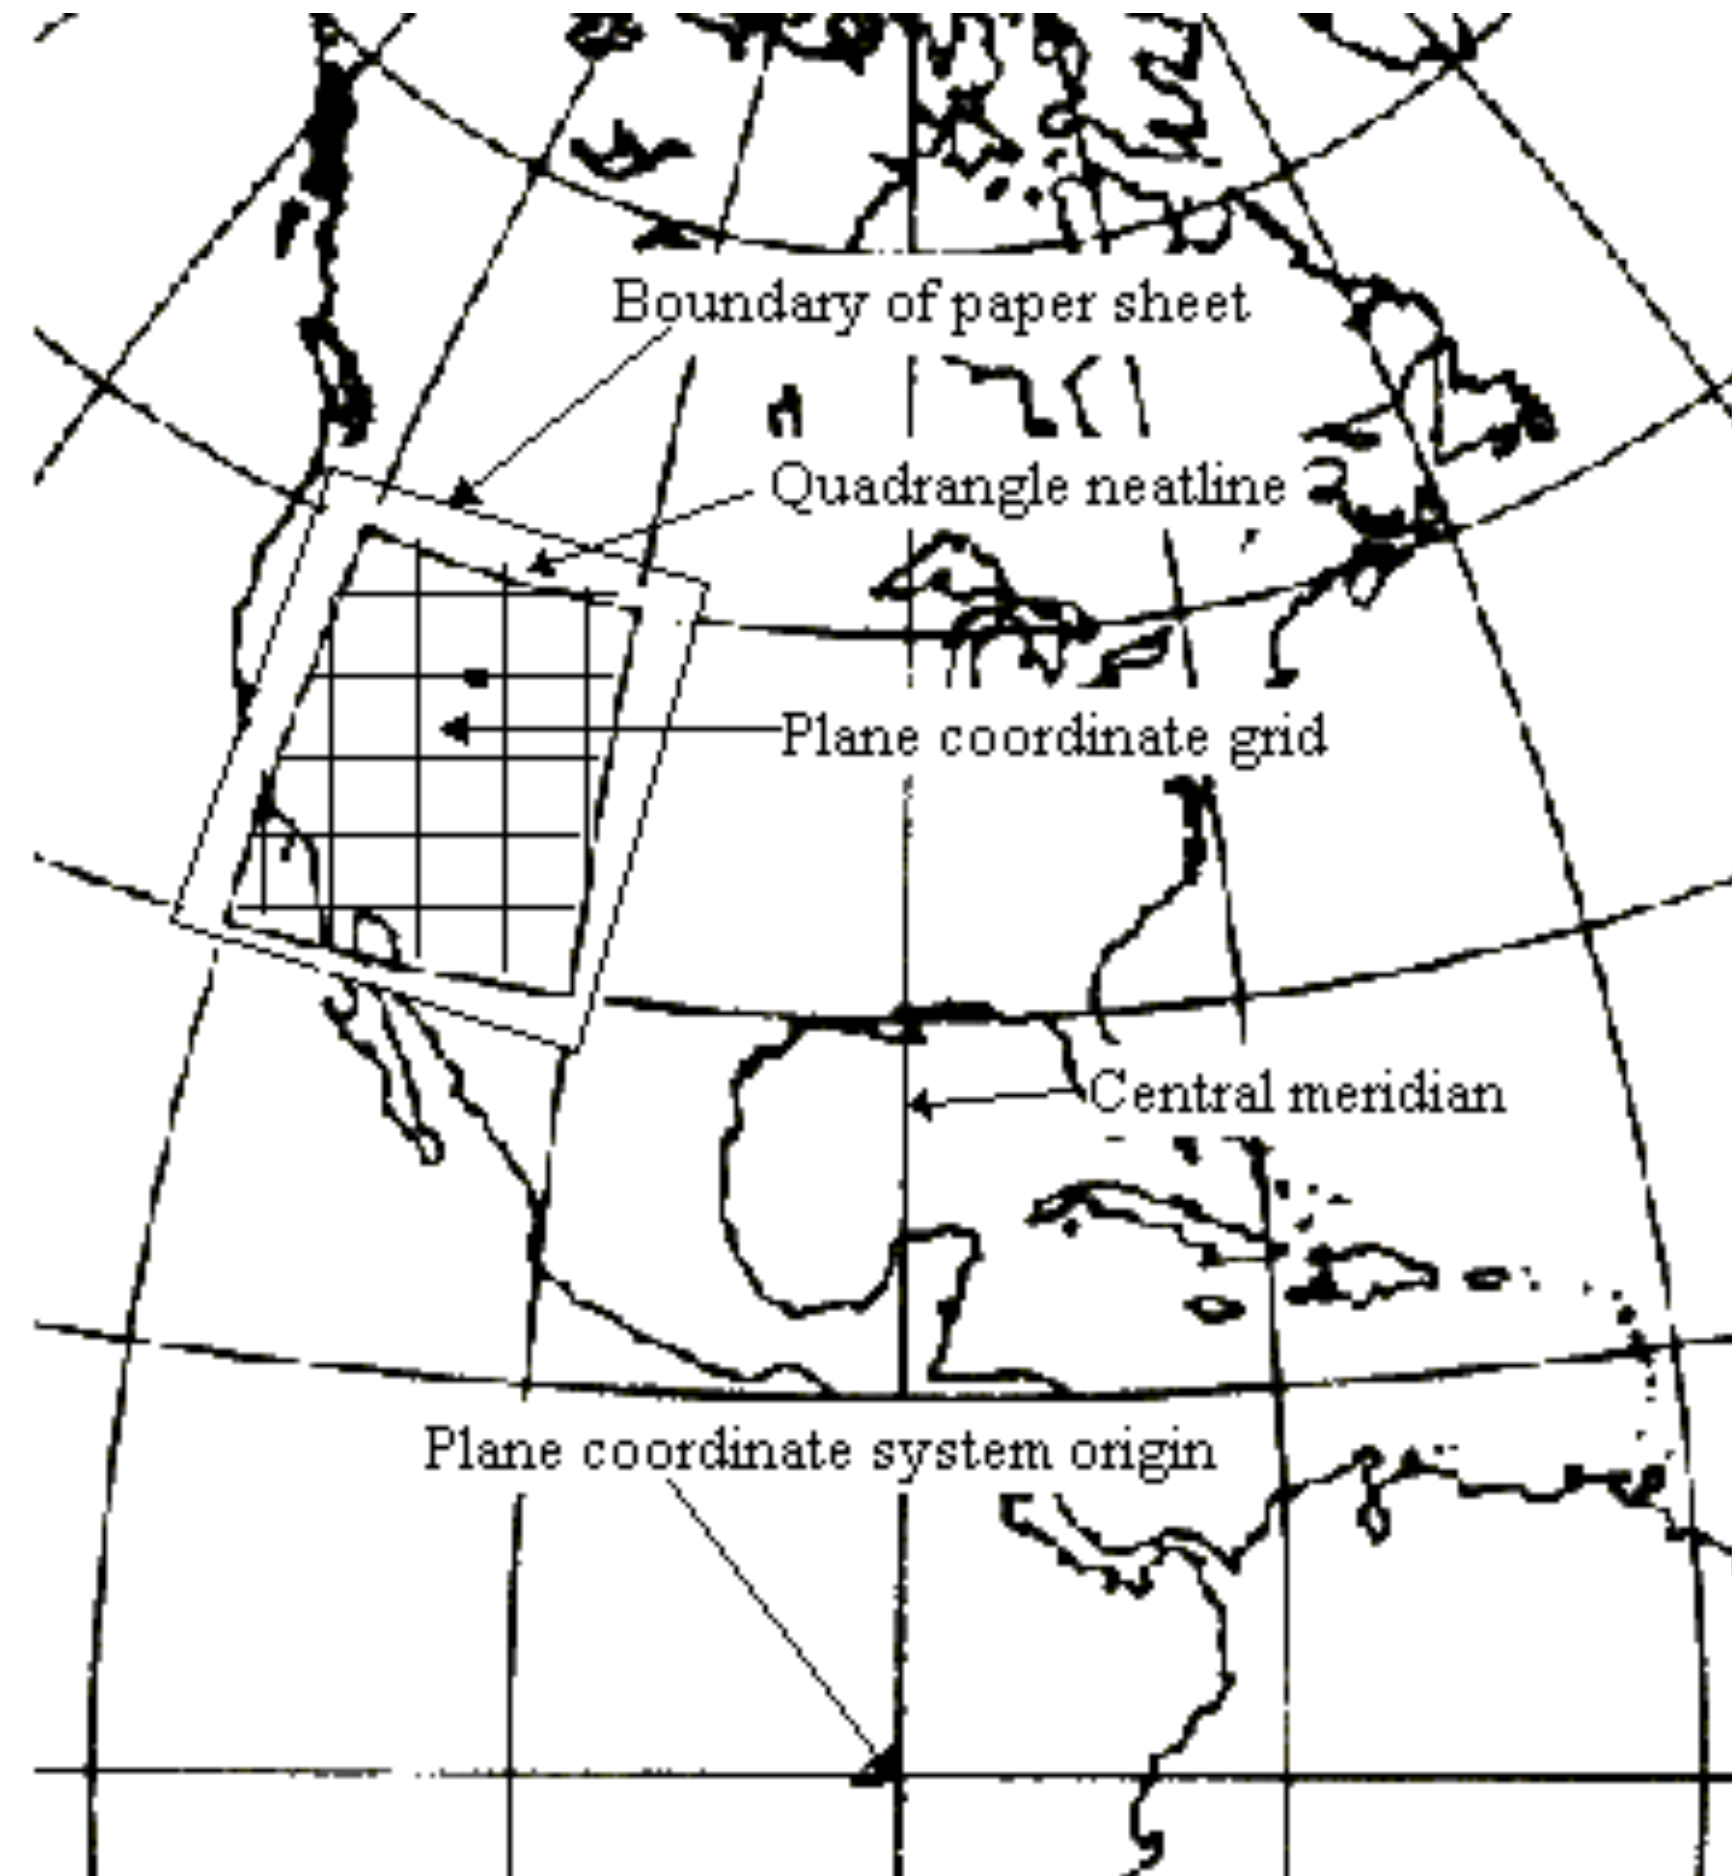 Boundary of paper sheet
Quadrangle neatline
Plane coordinate grid
Central meridian
Plane coordinate system origin